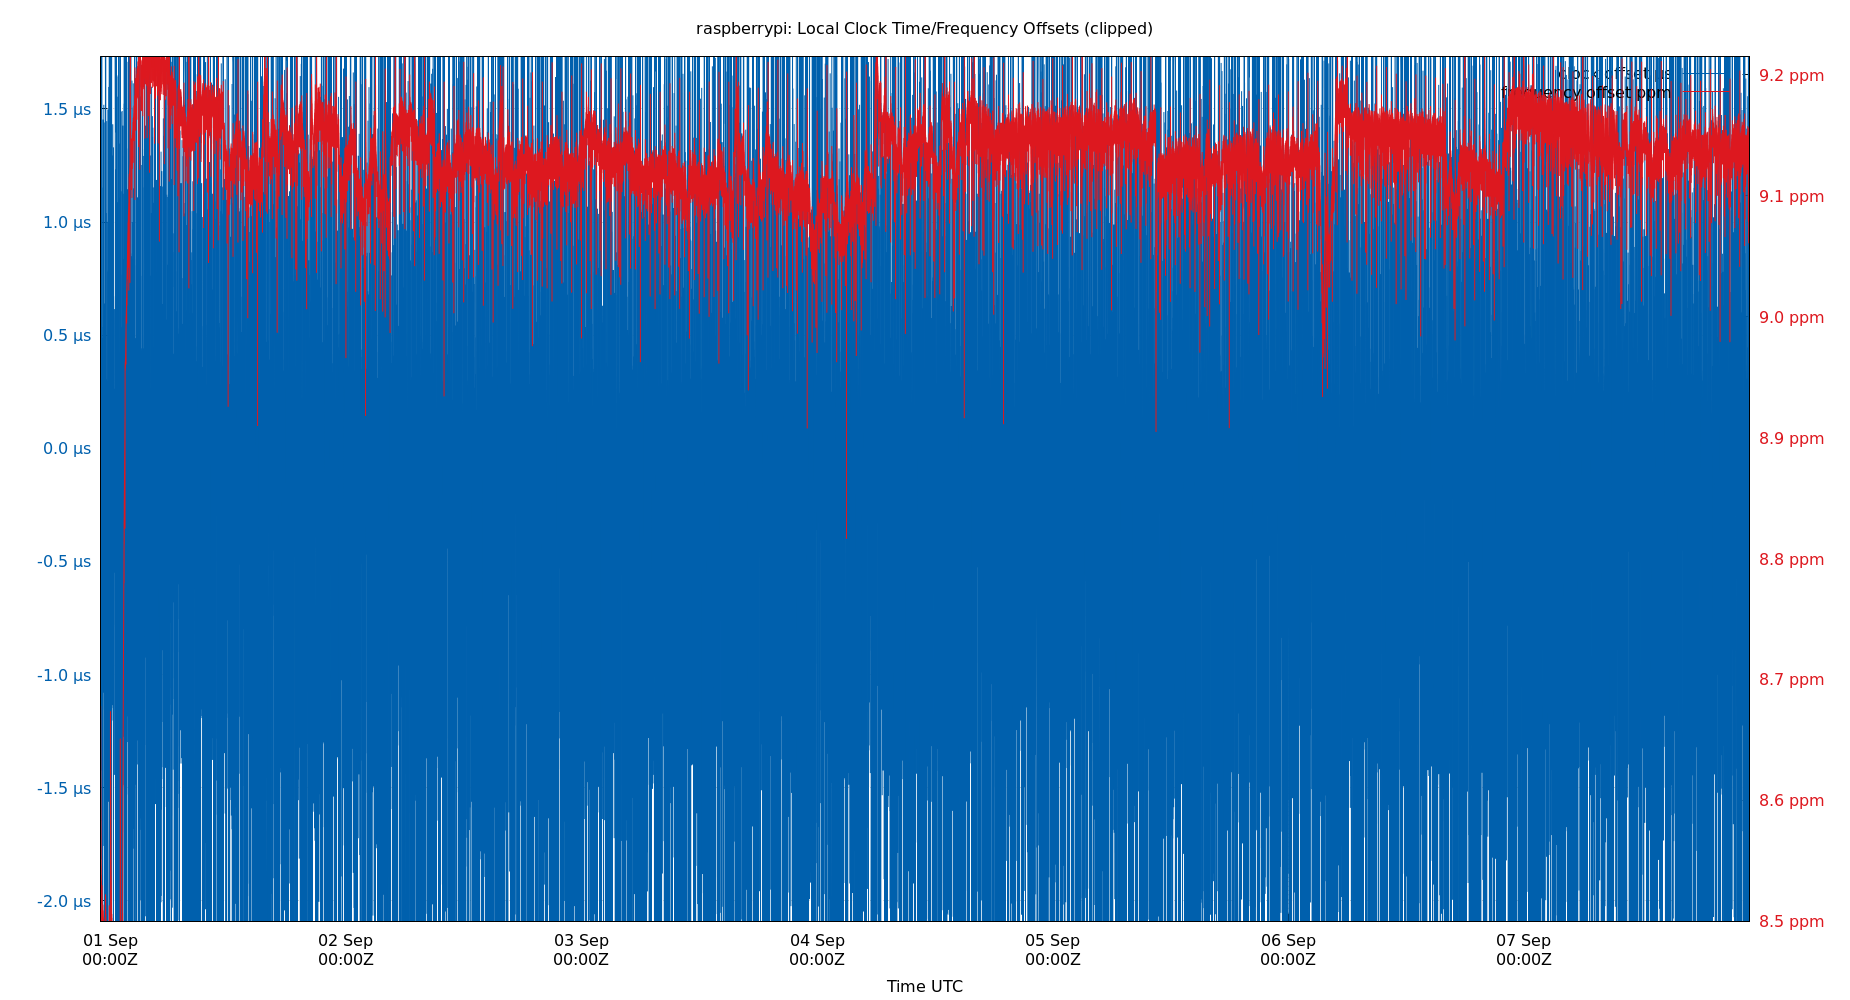 raspberrypi: Local Clock Time/Frequency Offsets (clipped)
clock offset µs
frequency offset ppm
1.5 µs
1.0 µs
0.5 µs
0.0 µs
-0.5 µs
-1.0 µs
-1.5 µs
-2.0 µs
9.2 ppm
9.1 ppm
9.0 ppm
8.9 ppm
8.8 ppm
8.7 ppm
8.6 ppm
8.5 ppm
01 Sep 02 Sep 03 Sep 04 Sep 05 Sep 06 Sep 07 Sep
00:00Z 00:00Z 00:00Z 00:00Z 00:00Z 00:00Z 00:00Z
Time UTC